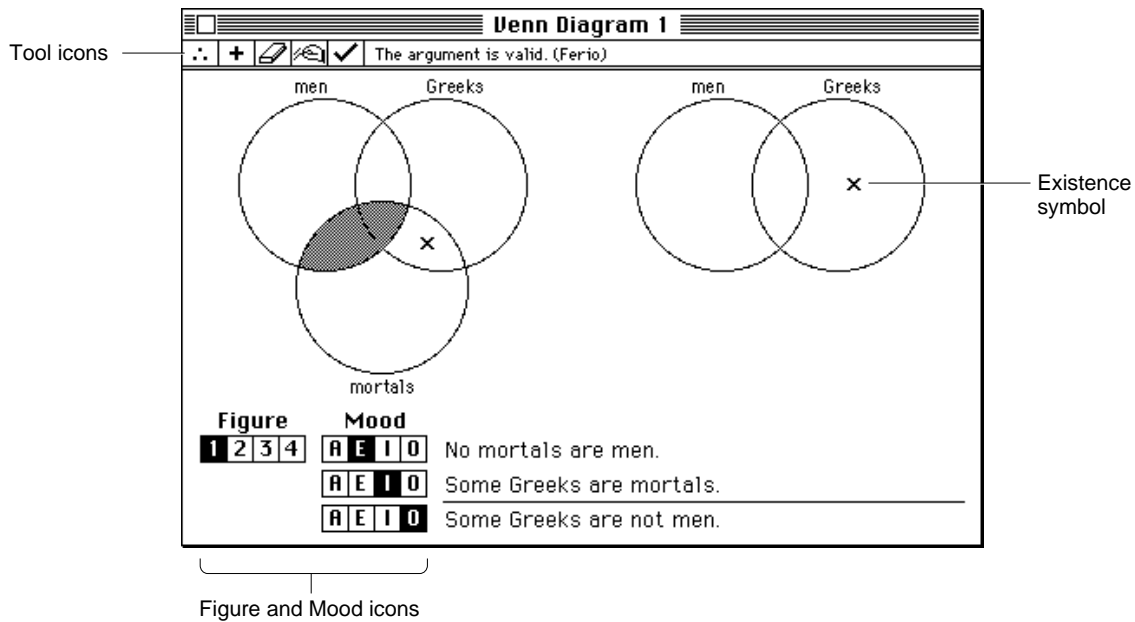 Venn Diagram 1
Tool icons
The argument is valid. (Ferio)
men
Greeks
men
Greeks
Existence
symbol
mortals
Figure
Mood
1 2 3 4
A E I O
No mortals are men.
A E I O
Some Greeks are mortals.
A E I O
Some Greeks are not men.
Figure and Mood icons